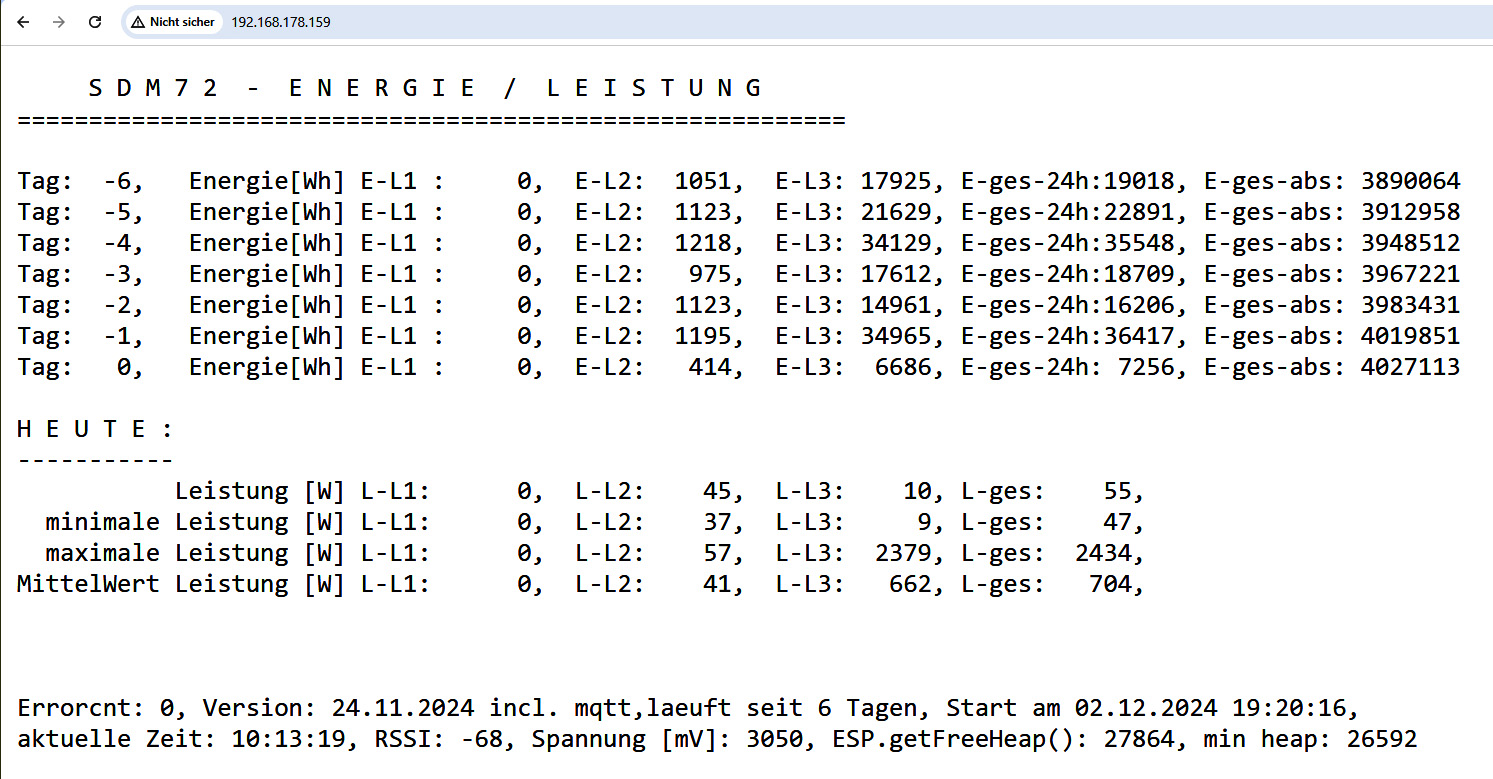 Nicht sicher 192.168.178.159
S D M 7 2 - E N E R G I E / L E I S T U N G
==========================================================
Tag: -6, Energie[Wh] E-L1 : 0, E-L2: 1051, E-L3: 17925, E-ges-24h:19018, E-ges-abs: 3890064
Tag: -5, Energie[Wh] E-L1 : 0, E-L2: 1123, E-L3: 21629, E-ges-24h:22891, E-ges-abs: 3912958
Tag: -4, Energie[Wh] E-L1 : 0, E-L2: 1218, E-L3: 34129, E-ges-24h:35548, E-ges-abs: 3948512
Tag: -3, Energie[Wh] E-L1 : 0, E-L2: 975, E-L3: 17612, E-ges-24h:18709, E-ges-abs: 3967221
Tag: -2, Energie[Wh] E-L1 : 0, E-L2: 1123, E-L3: 14961, E-ges-24h:16206, E-ges-abs: 3983431
Tag: -1, Energie[Wh] E-L1 : 0, E-L2: 1195, E-L3: 34965, E-ges-24h:36417, E-ges-abs: 4019851
Tag: 0, Energie[Wh] E-L1 : 0, E-L2: 414, E-L3: 6686, E-ges-24h: 7256, E-ges-abs: 4027113
H E U T E :
-----------
Leistung [W] L-L1: 0, L-L2: 45, L-L3: 10, L-ges: 55,
minimale Leistung [W] L-L1: 0, L-L2: 37, L-L3: 9, L-ges: 47,
maximale Leistung [W] L-L1: 0, L-L2: 57, L-L3: 2379, L-ges: 2434,
MittelWert Leistung [W] L-L1: 0, L-L2: 41, L-L3: 662, L-ges: 704,
Errorcnt: 0, Version: 24.11.2024 incl. mqtt,laeuft seit 6 Tagen, Start am 02.12.2024 19:20:16,
aktuelle Zeit: 10:13:19, RSSI: -68, Spannung [mV]: 3050, ESP.getFreeHeap(): 27864, min heap: 26592